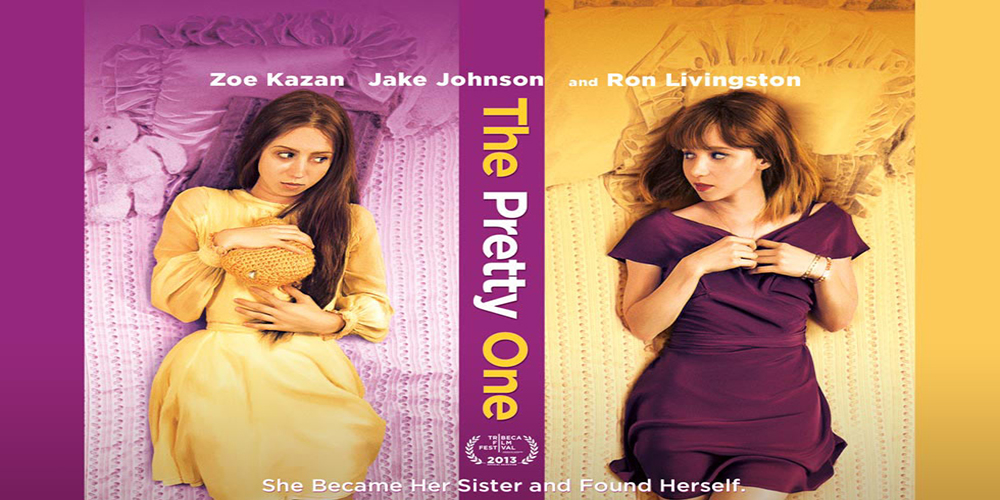 Zoe Kazan Jake Johnson and Ron Livingston
The Pretty One
TRIBECA
FILM
FESTIVAL
2013
She Became Her Sister and Found Herself.